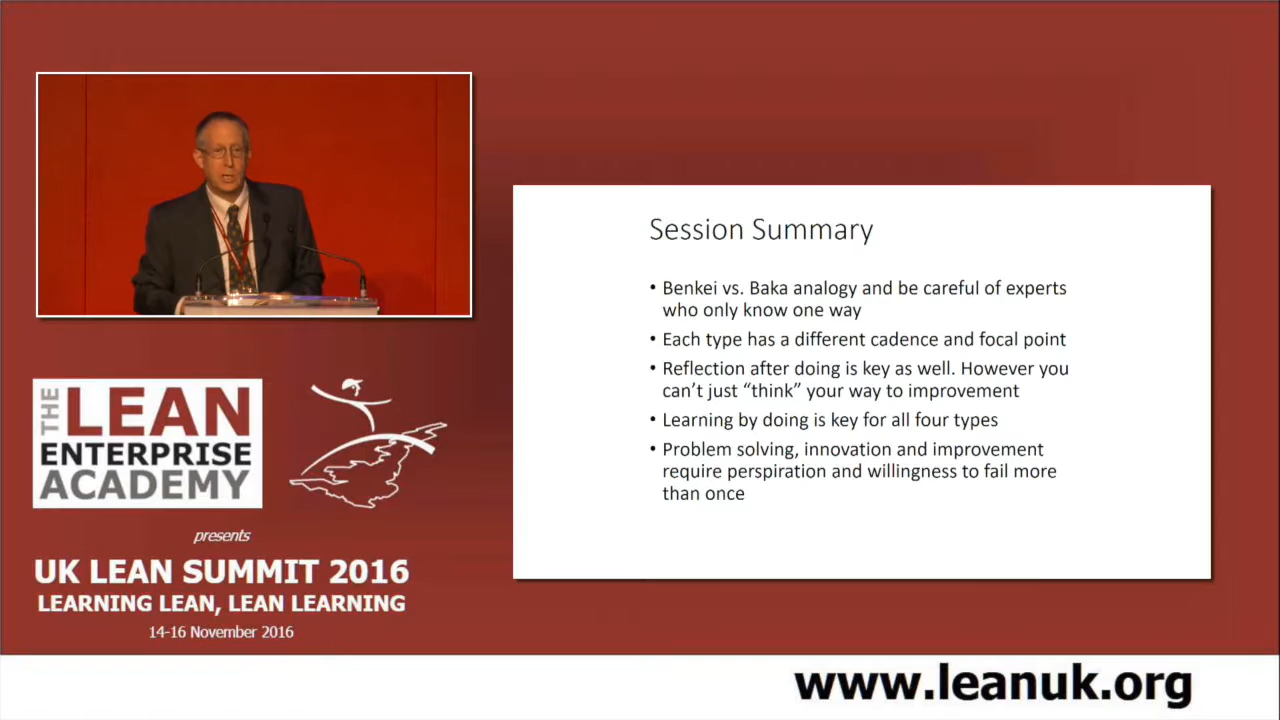 Session Summary
• Benkei vs. Baka analogy and be careful of experts
who only know one way
• Each type has a different cadence and focal point
• Reflection after doing is key as well. However you
can’t just “think” your way to improvement
• Learning by doing is key for all four types
• Problem solving, innovation and improvement
require perspiration and willingness to fail more
than once
THE
LEAN
ENTERPRISE
ACADEMY
presents
UK LEAN SUMMIT 2016
LEARNING LEAN, LEAN LEARNING
14-16 November 2016
www.leanuk.org